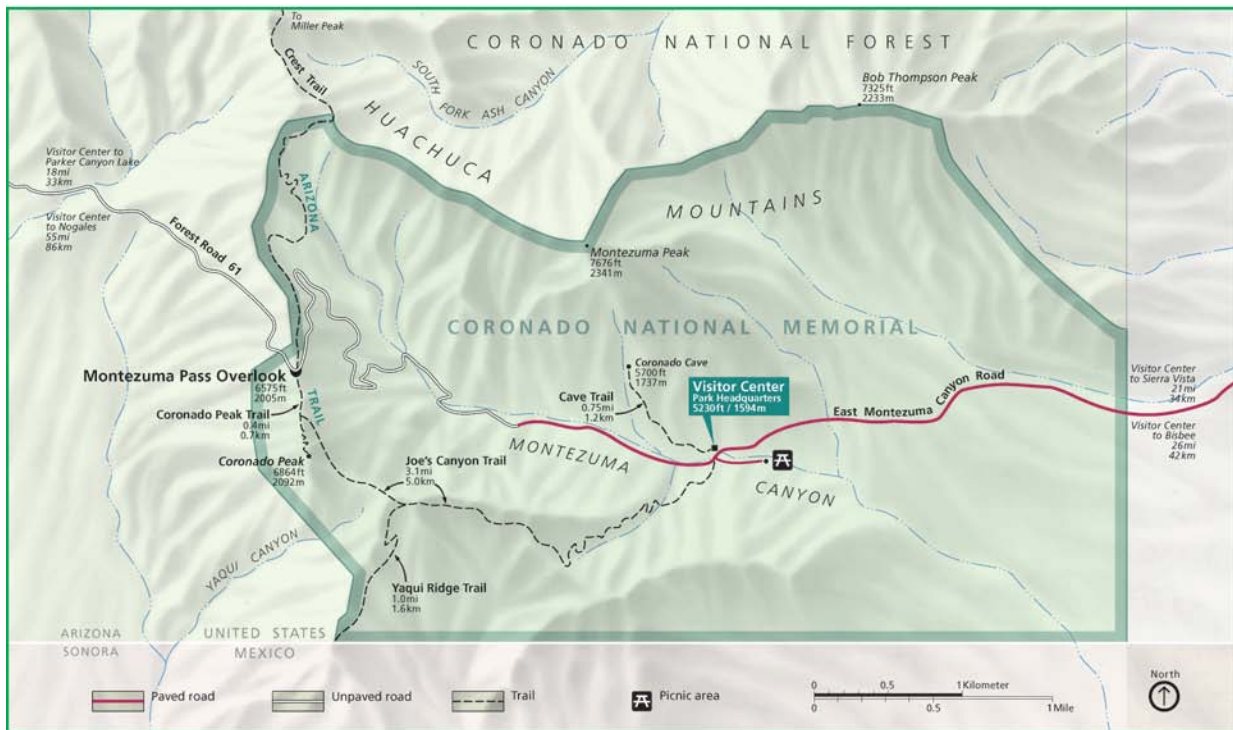 To
Miller Peak
Crest Trail
CORONADO NATIONAL FOREST
SOUTH
FORK ASH CANYON
Bob Thompson Peak
7325ft
2233m
HUACHUCA
MOUNTAINS
Visitor Center to
Parker Canyon Lake
18mi
33km
Visitor Center
to Nogales
55mi
86km
Forest Road 61
ARIZONA
TRAIL
Montezuma Peak
7676ft
2341m
CORONADO NATIONAL MEMORIAL
Montezuma Pass Overlook
6575ft
2005m
Coronado Peak Trail
0.4mi
0.7km
Coronado Peak
6864ft
2092m
Coronado Cave
5700ft
1737m
Cave Trail
0.75mi
1.2km
Visitor Center
Park Headquarters
5230ft / 1594m
East Montezuma Canyon Road
Visitor Center
to Sierra Vista
21mi
34km
Visitor Center
to Bisbee
26mi
42km
MONTEZUMA
CANYON
Joe's Canyon Trail
3.1mi
5.0km
YAQUI CANYON
Yaqui Ridge Trail
1.0mi
1.6km
ARIZONA
SONORA
UNITED STATES
MEXICO
Paved road
Unpaved road
Trail
Picnic area
0 0.5 1 Kilometer
0 0.5 1 Mile
North